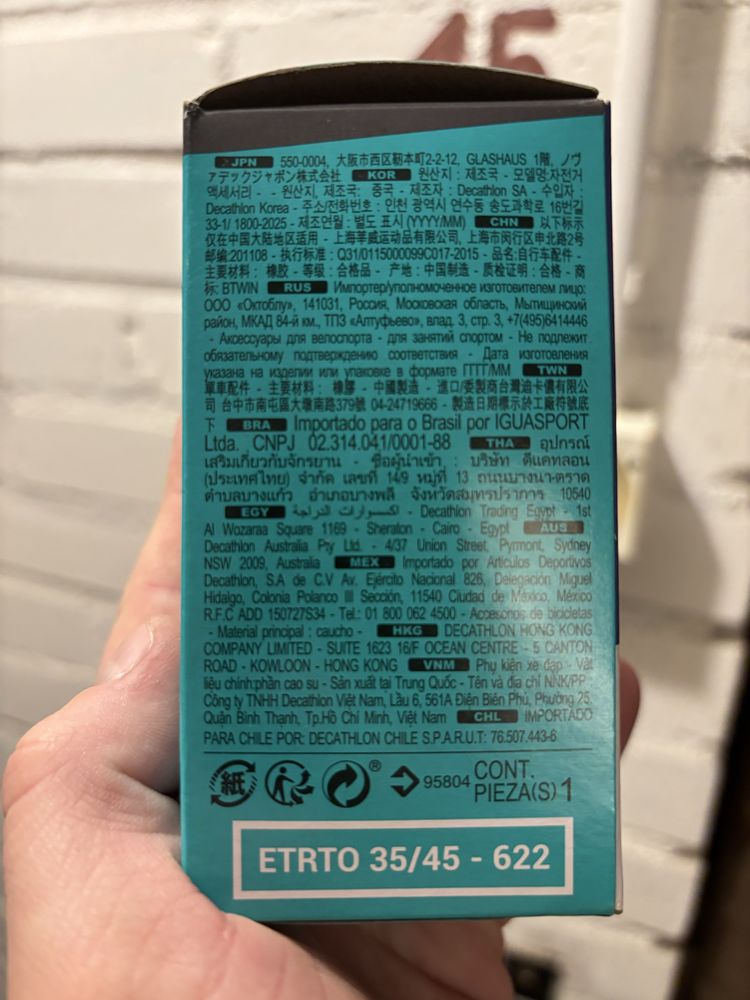 45
JPN 550-0004, 大阪市西区靭本町2-2-12, GLASHAUS 1階, ノヴ
ァデックジャポン株式会社 KOR 원산지 : 제조국 - 모델명:자전거
액세서리 - - 원산지, 제조국: 중국 - 제조자 : Decathlon SA - 수입자 :
Decathlon Korea - 주소/전화번호 : 인천 광역시 연수동 송도과학로 16번길
33-1/ 1800-2025 - 제조연월 : 별도 표시 (YYYY/MM) CHN 以下标示
仅在中国大陆地区适用 - 上海莘威运动品有限公司, 上海市闵行区申北路2号
邮编:201108 - 执行标准 : Q31/0115000099C017-2015 - 品名:自行车配件 -
主要材料 : 橡胶 - 等级 : 合格品 - 产地 : 中国制造 - 质检证明 : 合格 - 商
标: BTWIN RUS Импортер/уполномоченное изготовителем лицо:
ООО «Октоблу», 141031, Россия, Московская область, Мытищинский
район, МКАД 84-й км., ТПЗ «Алтуфьево», влад. 3, стр. 3, +7(495)6414446
- Аксессуары для велоспорта - для занятий спортом - Не подлежит
обязательному подтверждению соответствия - Дата изготовления
указана на изделии или упаковке в формате ГГГГ/ММ TWN
單車配件 - 主要材料 : 橡膠 - 中國製造 - 進口/委製商台灣迪卡儂有限公
司 台中市南屯區大墩南路379號 04-24719666 - 製造日期標示於工廠符號底
下 BRA Importado para o Brasil por IGUASPORT
Ltda. CNPJ 02.314.041/0001-88 THA อุปกรณ์
เสริมเกี่ยวกับจักรยาน - ชื่อผู้นำเข้า : บริษัท ดีแคทลอน
(ประเทศไทย) จำกัด เลขที่ 14/9 หมู่ที่ 13 ถนนบางนา-ตราด
ตำบลบางแก้ว อำเภอบางพลี จังหวัดสมุทรปราการ 10540
EGY اكسسوارات الدراجة - Decathlon Trading Egypt - 1st
Al Wozaraa Square 1169 - Sheraton - Cairo - Egypt AUS
Decathlon Australia Pty Ltd. - 4/37 Union Street, Pyrmont, Sydney
NSW 2009, Australia MEX Importado por Artículos Deportivos
Decathlon, S.A de C.V Av. Ejército Nacional 826, Delegación Miguel
Hidalgo, Colonia Polanco III Sección, 11540 Ciudad de México, México
R.F.C ADD 150727S34 - Tel.: 01 800 062 4500 - Accesorios de bicicletas
- Material principal : caucho - HKG DECATHLON HONG KONG
COMPANY LIMITED - SUITE 1623 16/F OCEAN CENTRE - 5 CANTON
ROAD - KOWLOON - HONG KONG VNM Phụ kiện xe đạp - Vật
liệu chính:phần cao su - Sản xuất tại Trung Quốc - Tên và địa chỉ NNK/PP:
Công ty TNHH Decathlon Việt Nam, Lầu 6, 561A Điện Biên Phủ, Phường 25,
Quận Bình Thạnh, Tp.Hồ Chí Minh, Việt Nam CHL IMPORTADO
PARA CHILE POR: DECATHLON CHILE S.P.A R.U.T: 76.507.443-6
紙 ® 95804 CONT.
PIEZA(S) 1
ETRTO 35/45 - 622